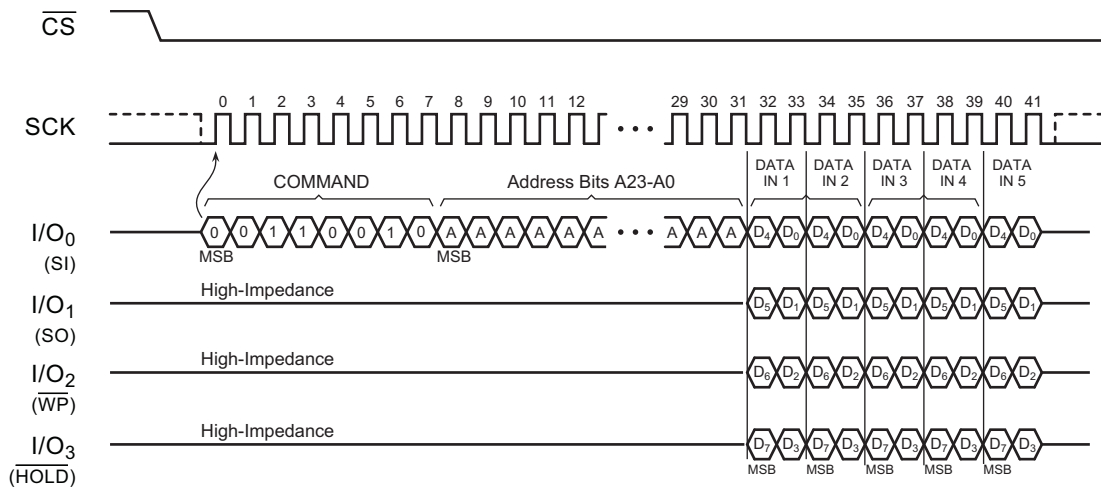 CS
0 1 2 3 4 5 6 7 8 9 10 11 12 29 30 31 32 33 34 35 36 37 38 39 40 41
SCK
• • •
COMMAND Address Bits A23-A0 DATA IN 1 DATA IN 2 DATA IN 3 DATA IN 4 DATA IN 5
I/O0 (SI)
0 0 1 1 0 0 1 0 A A A A A A • • • A A A D4 D0 D4 D0 D4 D0 D4 D0 D4 D0
MSB MSB
I/O1 (SO)
High-Impedance
D5 D1 D5 D1 D5 D1 D5 D1 D5 D1
I/O2 (WP)
High-Impedance
D6 D2 D6 D2 D6 D2 D6 D2 D6 D2
I/O3 (HOLD)
High-Impedance
D7 D3 D7 D3 D7 D3 D7 D3 D7 D3
MSB MSB MSB MSB MSB